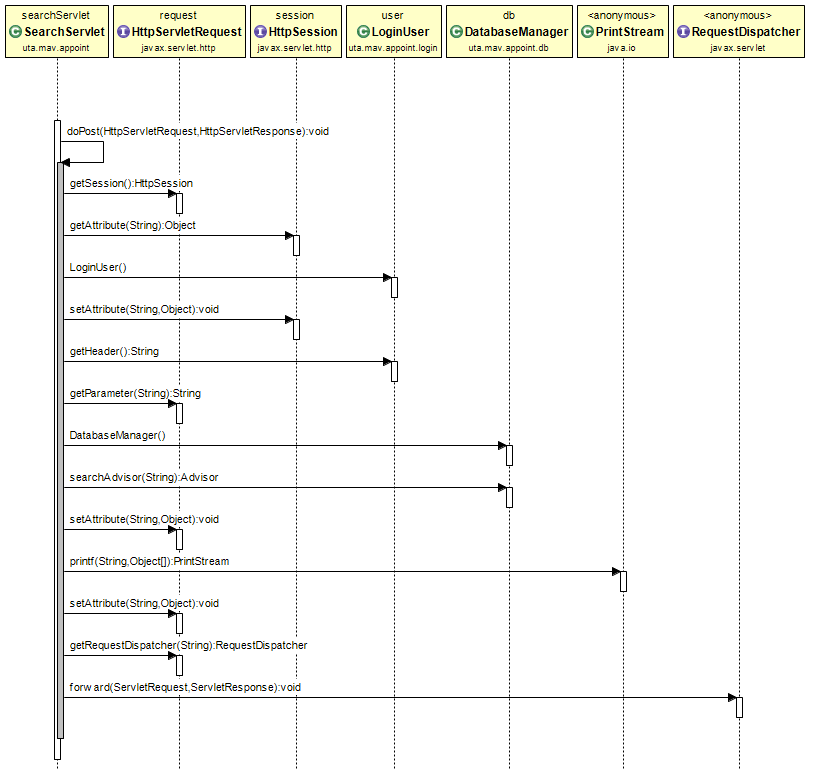 searchServlet
C SearchServlet
uta.mav.appoint
request
I HttpServletRequest
javax.servlet.http
session
I HttpSession
javax.servlet.http
user
C LoginUser
uta.mav.appoint.login
db
C DatabaseManager
uta.mav.appoint.db
<anonymous>
C PrintStream
java.io
<anonymous>
I RequestDispatcher
javax.servlet
doPost(HttpServletRequest,HttpServletResponse):void
getSession():HttpSession
getAttribute(String):Object
LoginUser()
setAttribute(String,Object):void
getHeader():String
getParameter(String):String
DatabaseManager()
searchAdvisor(String):Advisor
setAttribute(String,Object):void
printf(String,Object[]):PrintStream
setAttribute(String,Object):void
getRequestDispatcher(String):RequestDispatcher
forward(ServletRequest,ServletResponse):void